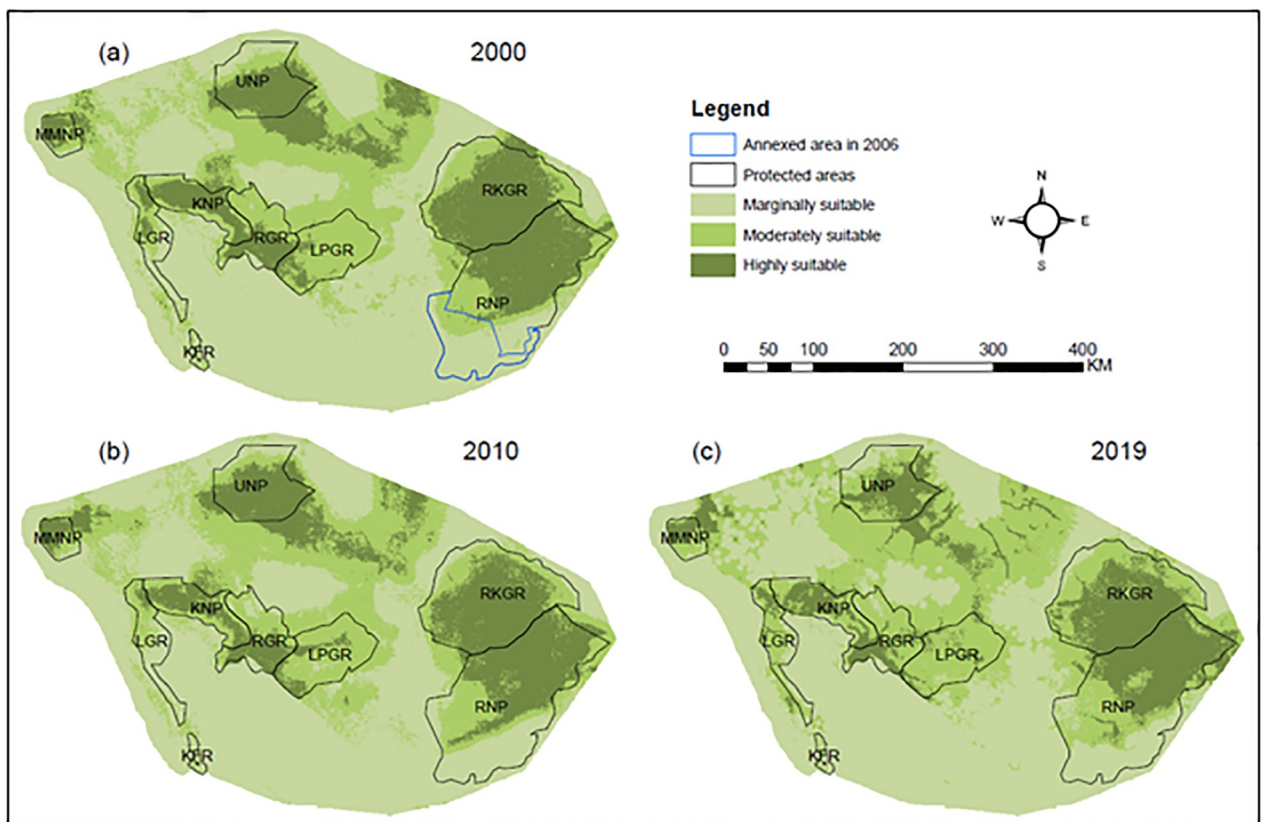 (a) 2000
UNP
MMNP
KNP
LGR
RGR
LPGR
RKGR
RNP
KFR
Legend
Annexed area in 2006
Protected areas
Marginally suitable
Moderately suitable
Highly suitable
N
W E
S
0 50 100 200 300 400
KM
(b) 2010
UNP
MMNP
KNP
LGR
RGR
LPGR
RKGR
RNP
KFR
(c) 2019
UNP
MMNP
KNP
LGR
RGR
LPGR
RKGR
RNP
KFR